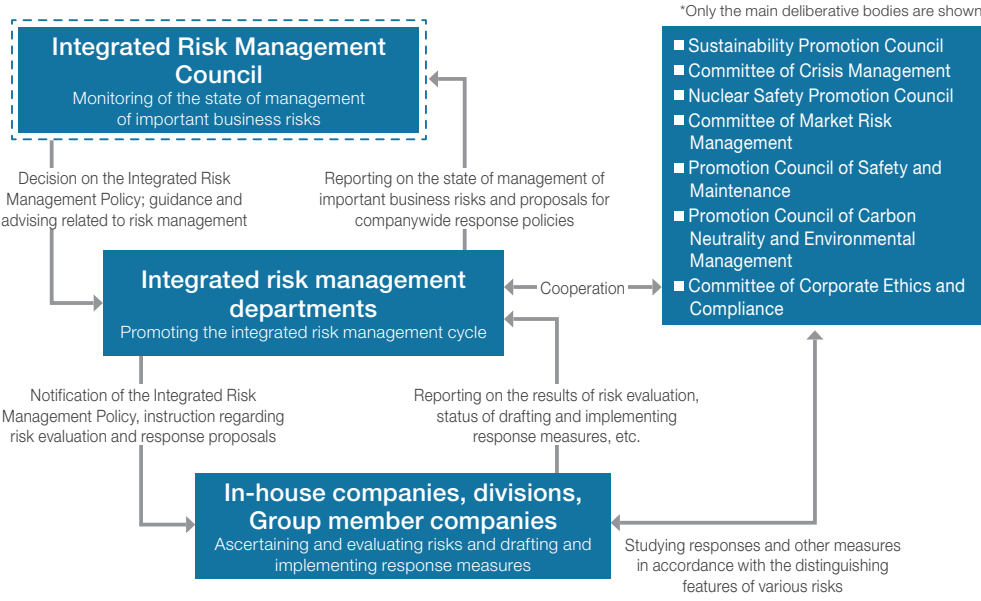 *Only the main deliberative bodies are shown
Integrated Risk Management
Council
Monitoring of the state of management
of important business risks
Sustainability Promotion Council
Committee of Crisis Management
Nuclear Safety Promotion Council
Committee of Market Risk
Management
Promotion Council of Safety and
Maintenance
Promotion Council of Carbon
Neutrality and Environmental
Management
Committee of Corporate Ethics and
Compliance
Decision on the Integrated Risk
Management Policy; guidance and
advising related to risk management
Reporting on the state of management of
important business risks and proposals for
companywide response policies
Integrated risk management
departments
Promoting the integrated risk management cycle
Cooperation
Notification of the Integrated Risk
Management Policy, instruction regarding
risk evaluation and response proposals
Reporting on the results of risk evaluation,
status of drafting and implementing
response measures, etc.
In-house companies, divisions,
Group member companies
Ascertaining and evaluating risks and drafting and
implementing response measures
Studying responses and other measures
in accordance with the distinguishing
features of various risks